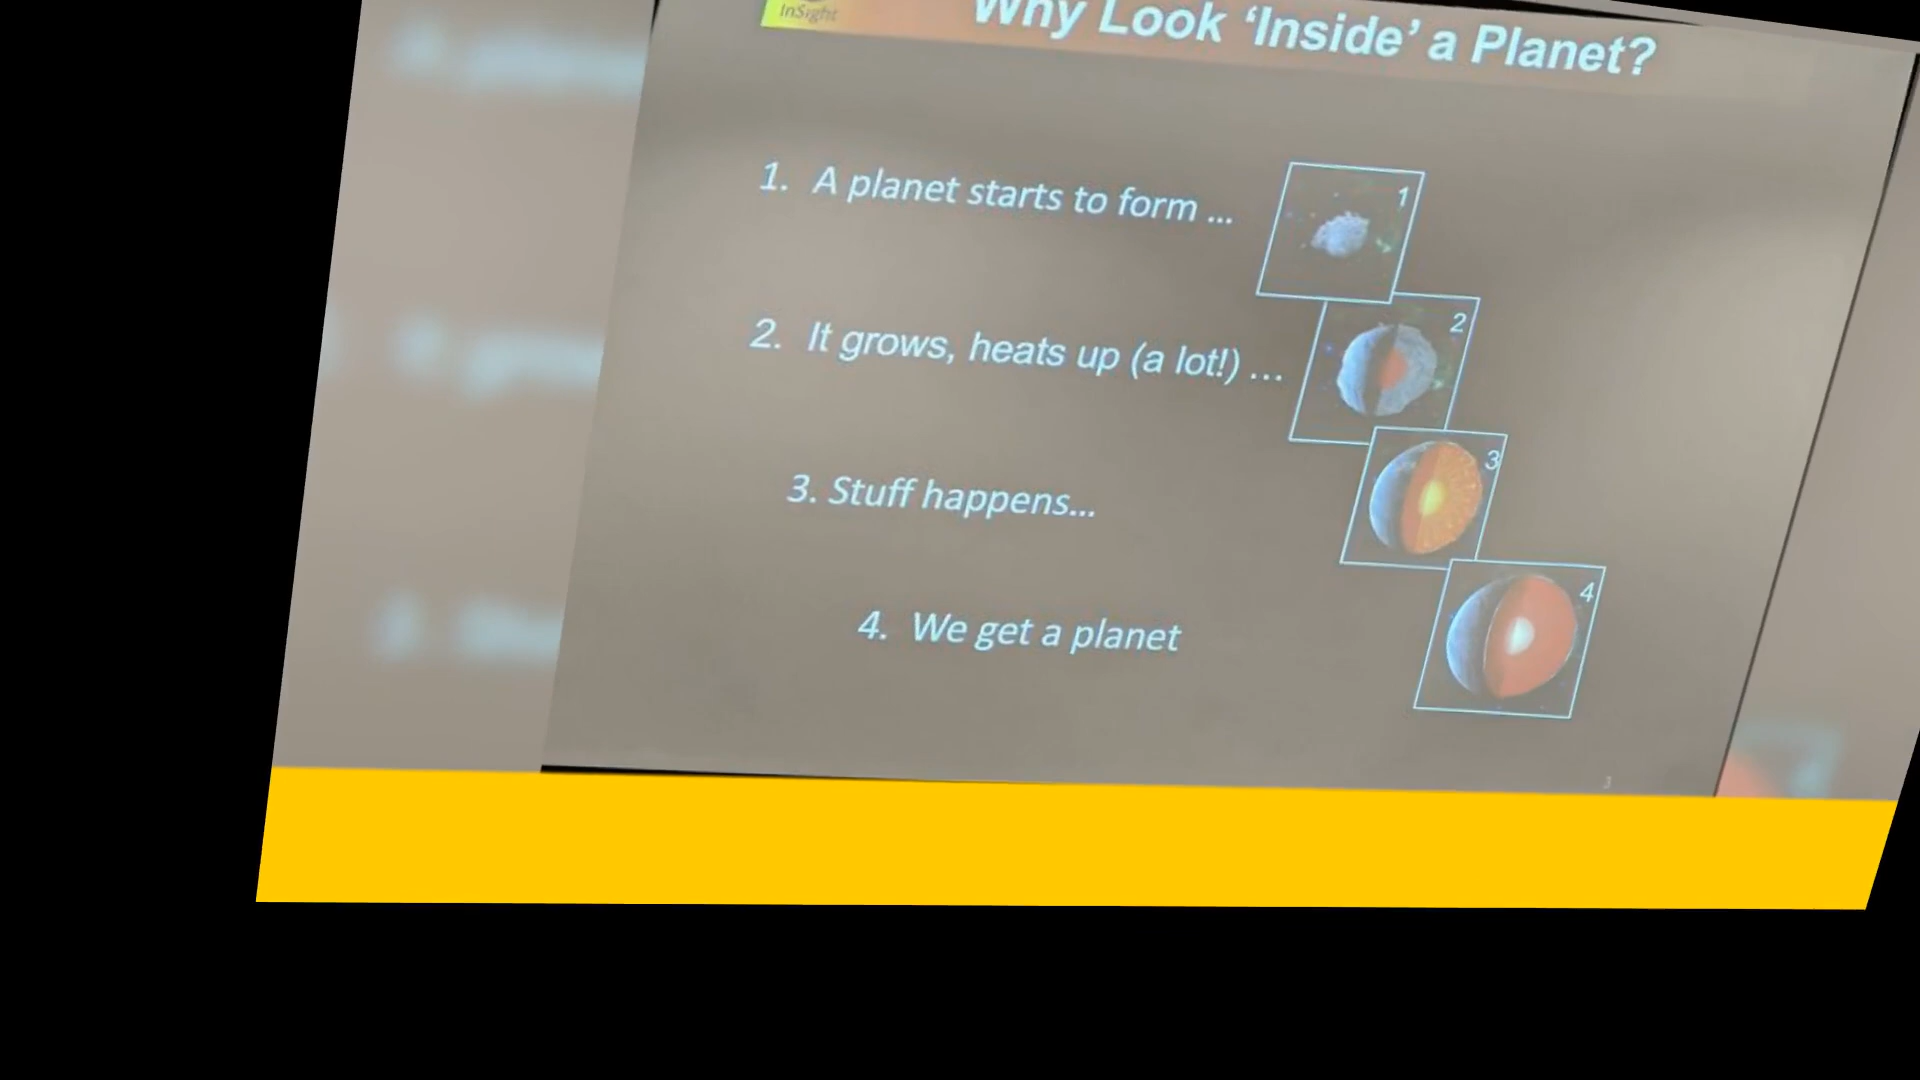 InSight
Why Look ‘Inside’ a Planet?
1. A planet starts to form ...
1
2. It grows, heats up (a lot!) ...
2
3. Stuff happens...
3
4. We get a planet
4
3